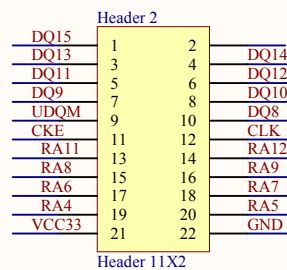 Header 2
DQ15 1 2
DQ13 3 4 DQ14
DQ11 5 6 DQ12
DQ9 7 8 DQ10
UDQM 9 10 DQ8
CKE 11 12 CLK
RA11 13 14 RA12
RA8 15 16 RA9
RA6 17 18 RA7
RA4 19 20 RA5
VCC33 21 22 GND
Header 11X2